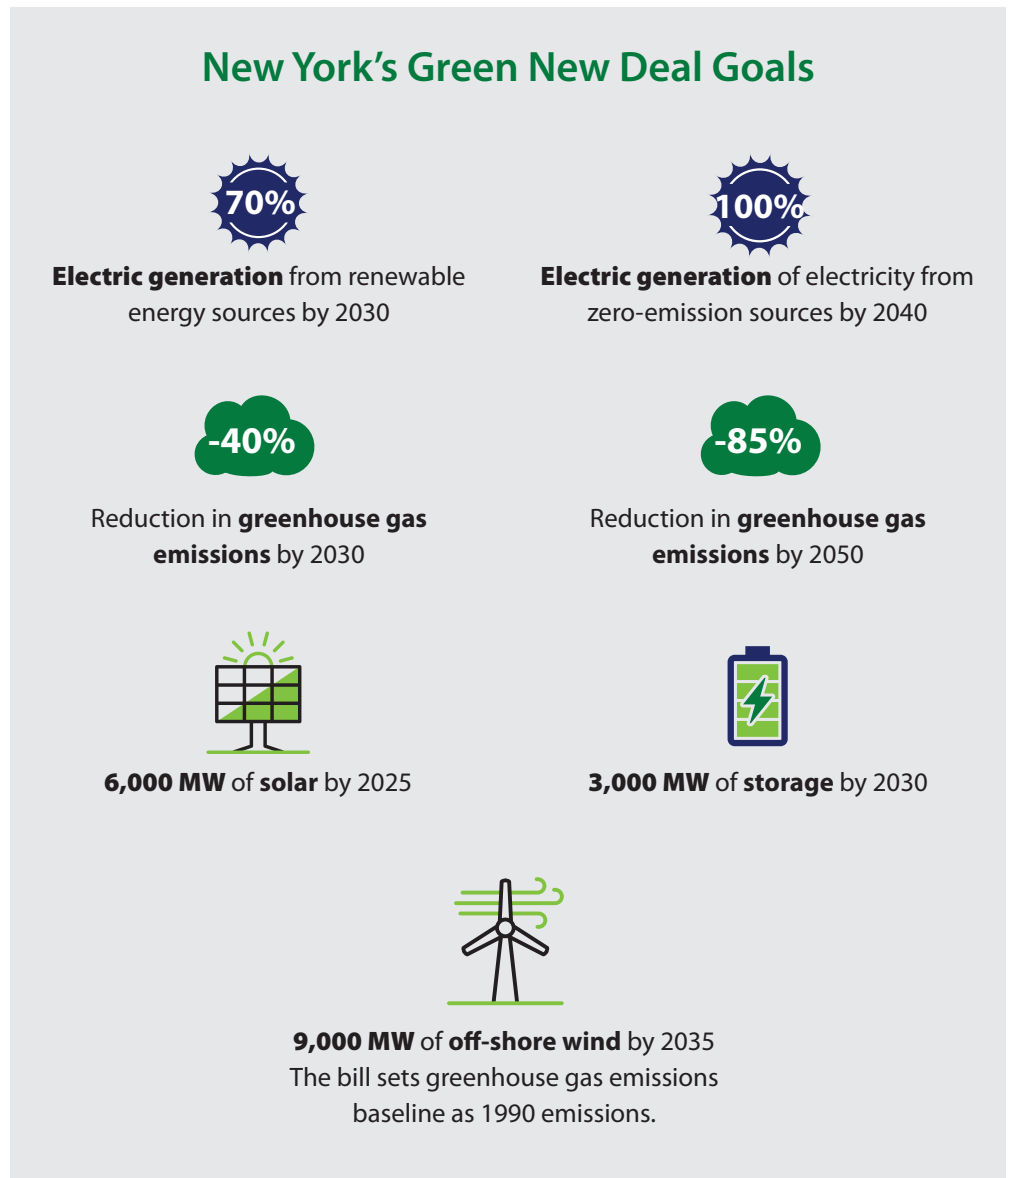 New York’s Green New Deal Goals
70%
Electric generation from renewable
energy sources by 2030
100%
Electric generation of electricity from
zero-emission sources by 2040
-40%
Reduction in greenhouse gas
emissions by 2030
-85%
Reduction in greenhouse gas
emissions by 2050
6,000 MW of solar by 2025
3,000 MW of storage by 2030
9,000 MW of off-shore wind by 2035
The bill sets greenhouse gas emissions
baseline as 1990 emissions.